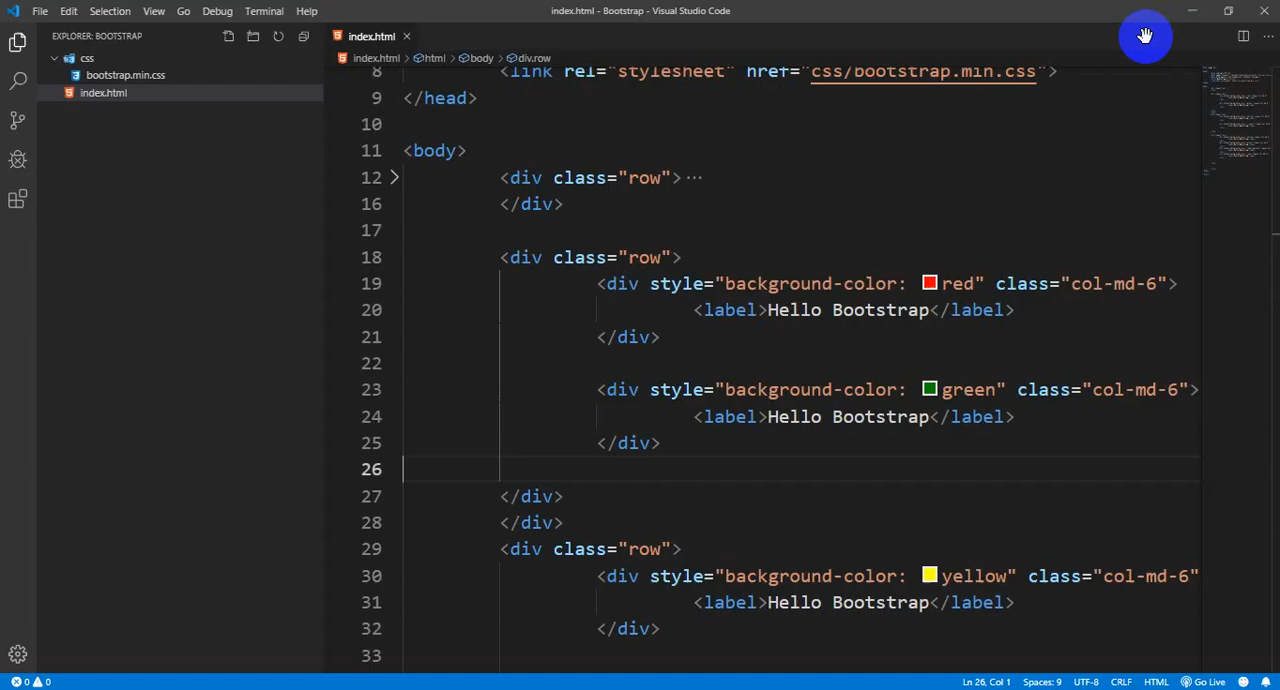 File Edit Selection View Go Debug Terminal Help index.html - Bootstrap - Visual Studio Code
EXPLORER: BOOTSTRAP
css
bootstrap.min.css
index.html
index.html
index.html > html > body > div.row
8 <link rel="stylesheet" href="css/bootstrap.min.css">
9 </head>
10
11 <body>
12 <div class="row">···
16 </div>
17
18 <div class="row">
19 <div style="background-color: red" class="col-md-6">
20 <label>Hello Bootstrap</label>
21 </div>
22
23 <div style="background-color: green" class="col-md-6">
24 <label>Hello Bootstrap</label>
25 </div>
26
27 </div>
28 </div>
29 <div class="row">
30 <div style="background-color: yellow" class="col-md-6"
31 <label>Hello Bootstrap</label>
32 </div>
33
0 0 Ln 26, Col 1 Spaces: 9 UTF-8 CRLF HTML Go Live